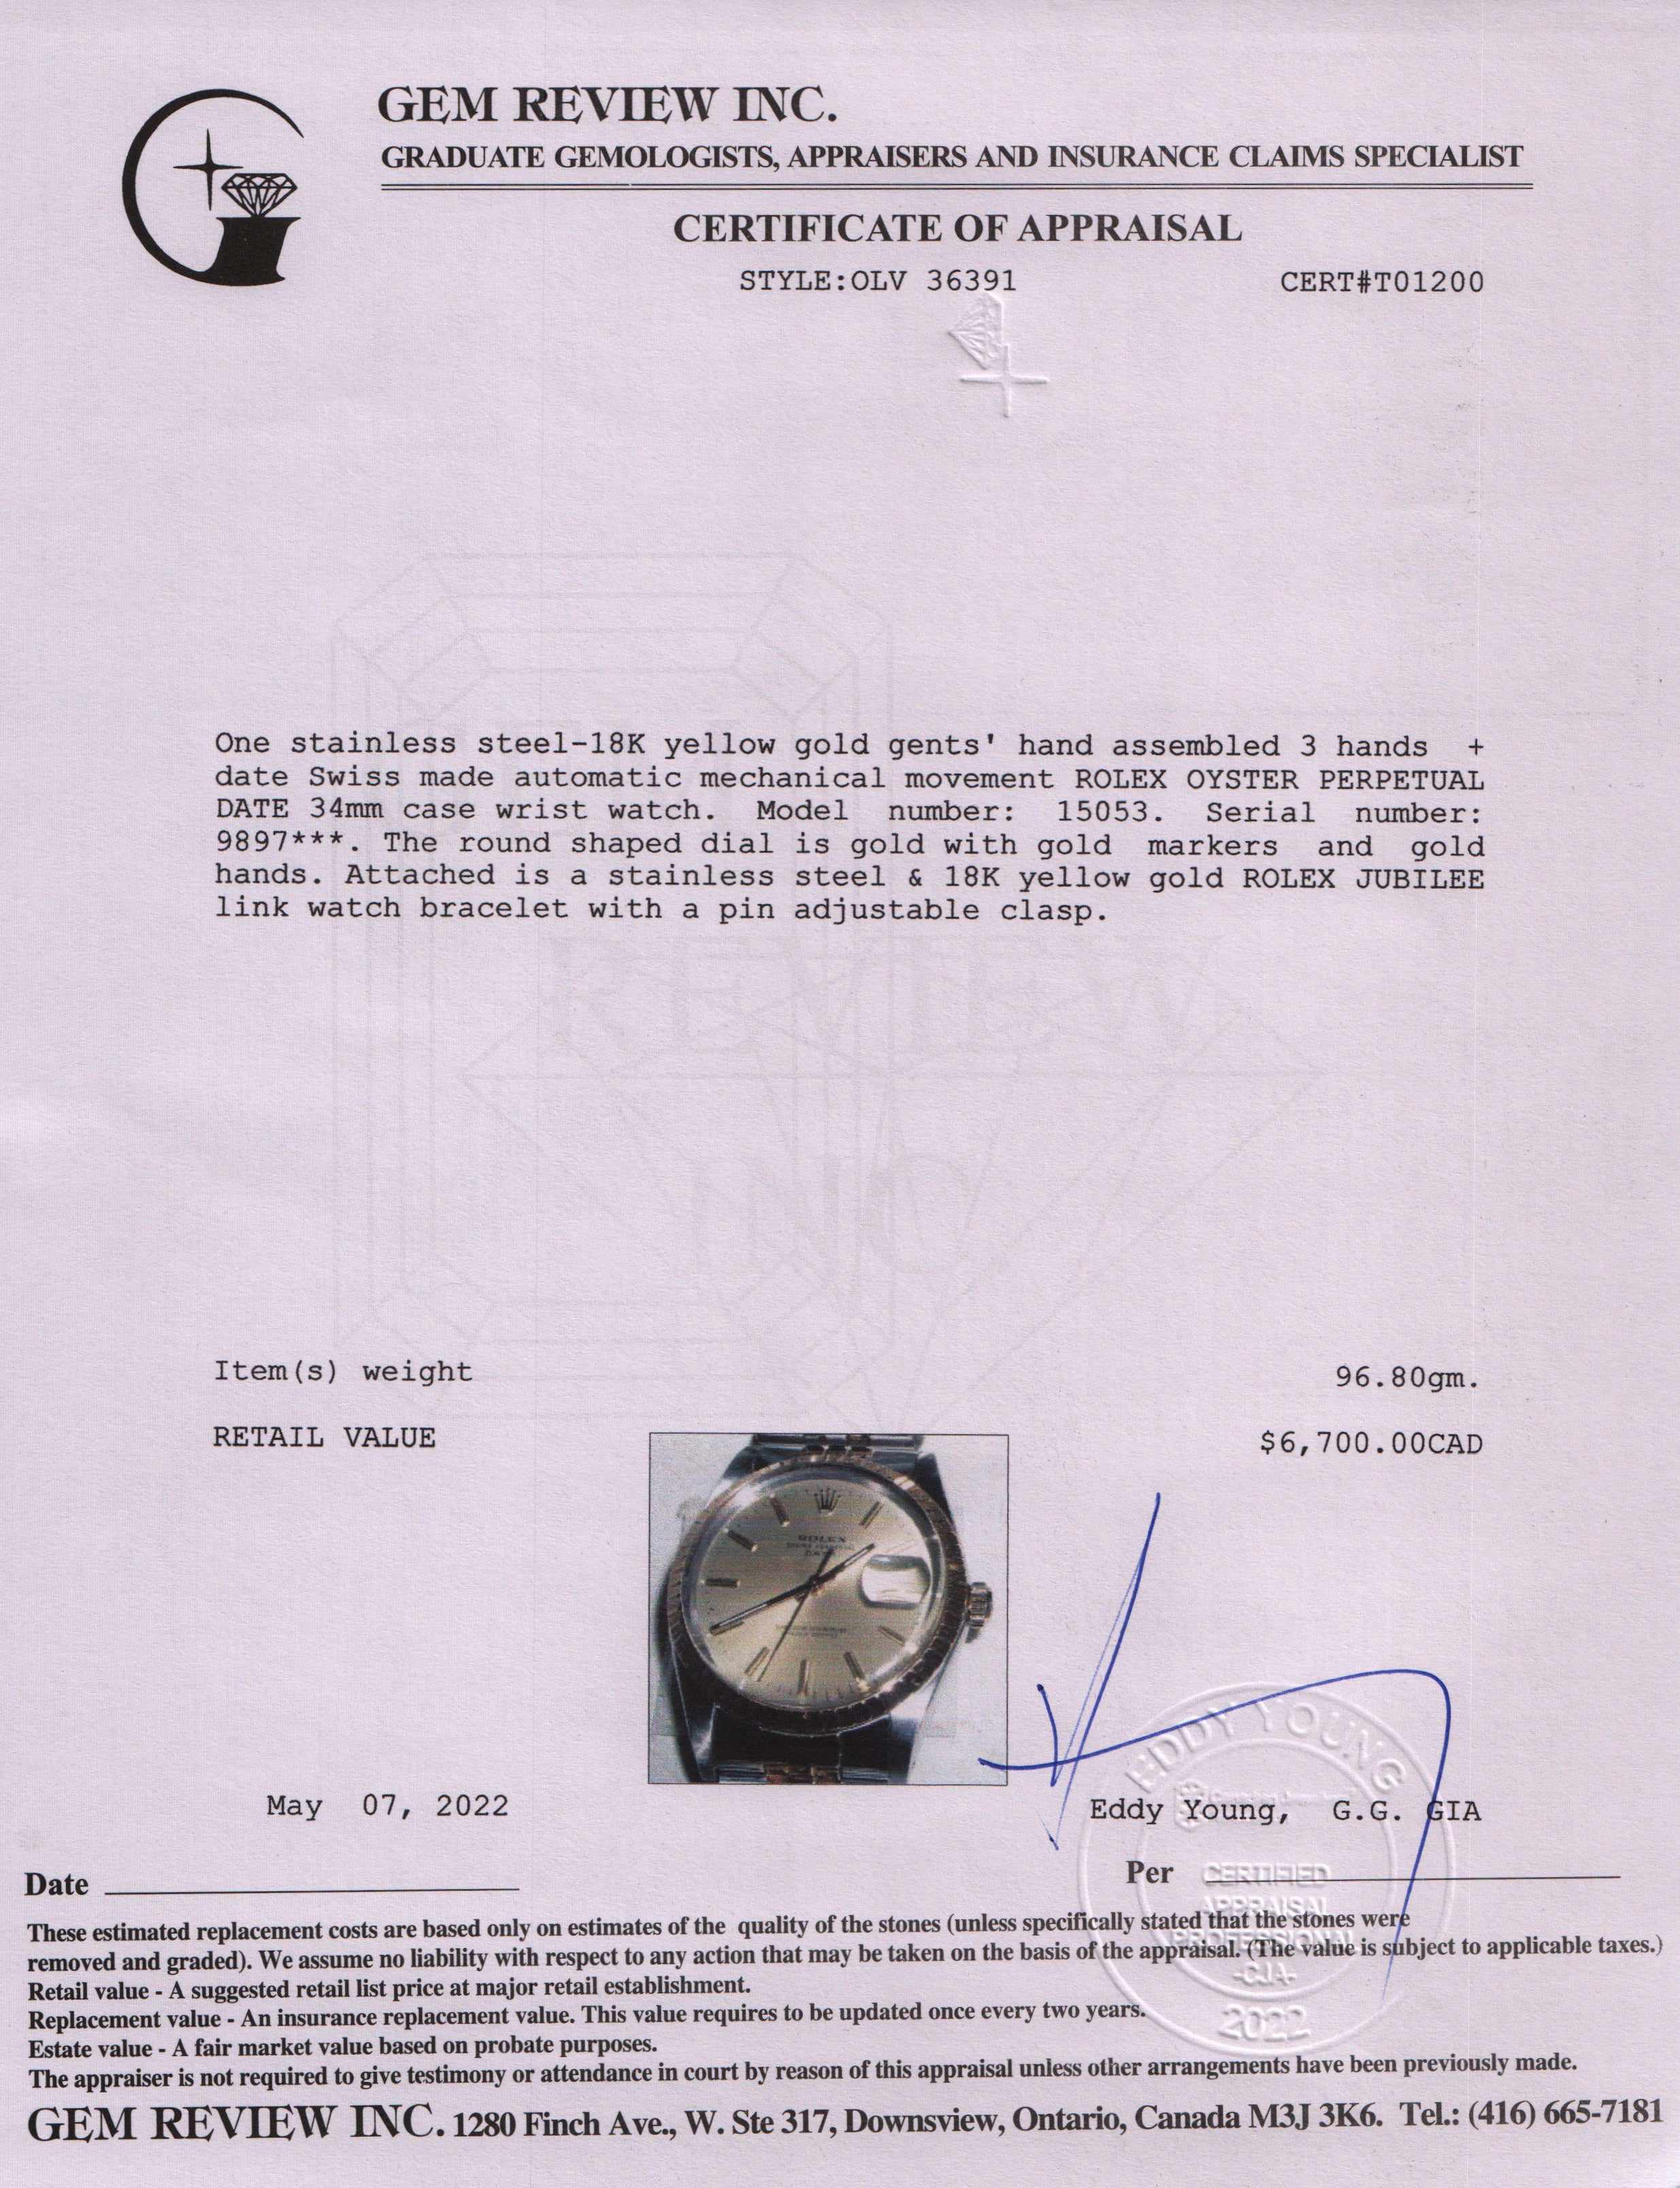 GEM REVIEW INC.
GRADUATE GEMOLOGISTS, APPRAISERS AND INSURANCE CLAIMS SPECIALIST
CERTIFICATE OF APPRAISAL
STYLE:OLV 36391 CERT#T01200
One stainless steel-18K yellow gold gents' hand assembled 3 hands +
date Swiss made automatic mechanical movement ROLEX OYSTER PERPETUAL
DATE 34mm case wrist watch. Model number: 15053. Serial number:
9897***. The round shaped dial is gold with gold markers and gold
hands. Attached is a stainless steel & 18K yellow gold ROLEX JUBILEE
link watch bracelet with a pin adjustable clasp.
REVIEW
INC.
Item(s) weight 96.80gm.
RETAIL VALUE $6,700.00CAD
ROLEX
EDDY YOUNG
May 07, 2022 Eddy Young, G.G. GIA
Date Per
CERTIFIED
APPRAISAL
PROFESSIONAL
-CJA-
2022
These estimated replacement costs are based only on estimates of the quality of the stones (unless specifically stated that the stones were
removed and graded). We assume no liability with respect to any action that may be taken on the basis of the appraisal. (The value is subject to applicable taxes.)
Retail value - A suggested retail list price at major retail establishment.
Replacement value - An insurance replacement value. This value requires to be updated once every two years.
Estate value - A fair market value based on probate purposes.
The appraiser is not required to give testimony or attendance in court by reason of this appraisal unless other arrangements have been previously made.
GEM REVIEW INC. 1280 Finch Ave., W. Ste 317, Downsview, Ontario, Canada M3J 3K6. Tel.: (416) 665-7181